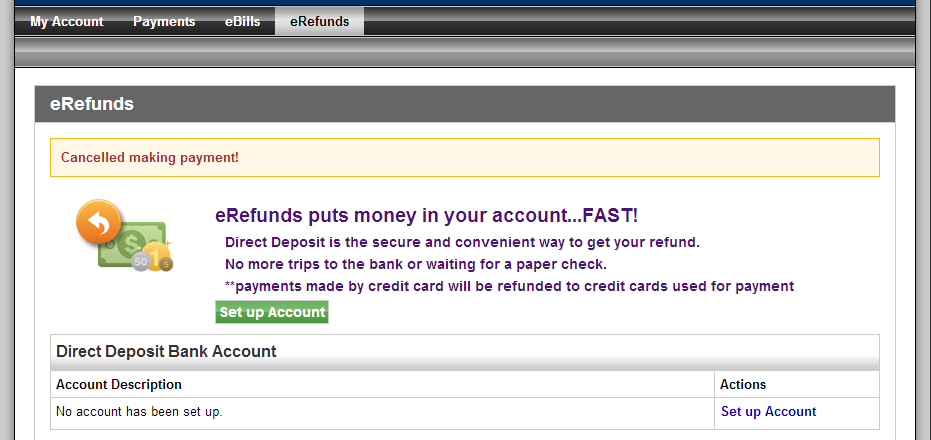 My Account Payments eBills eRefunds
eRefunds
Cancelled making payment!
eRefunds puts money in your account...FAST!
Direct Deposit is the secure and convenient way to get your refund.
No more trips to the bank or waiting for a paper check.
**payments made by credit card will be refunded to credit cards used for payment
Set up Account
Direct Deposit Bank Account
Account Description Actions
No account has been set up. Set up Account